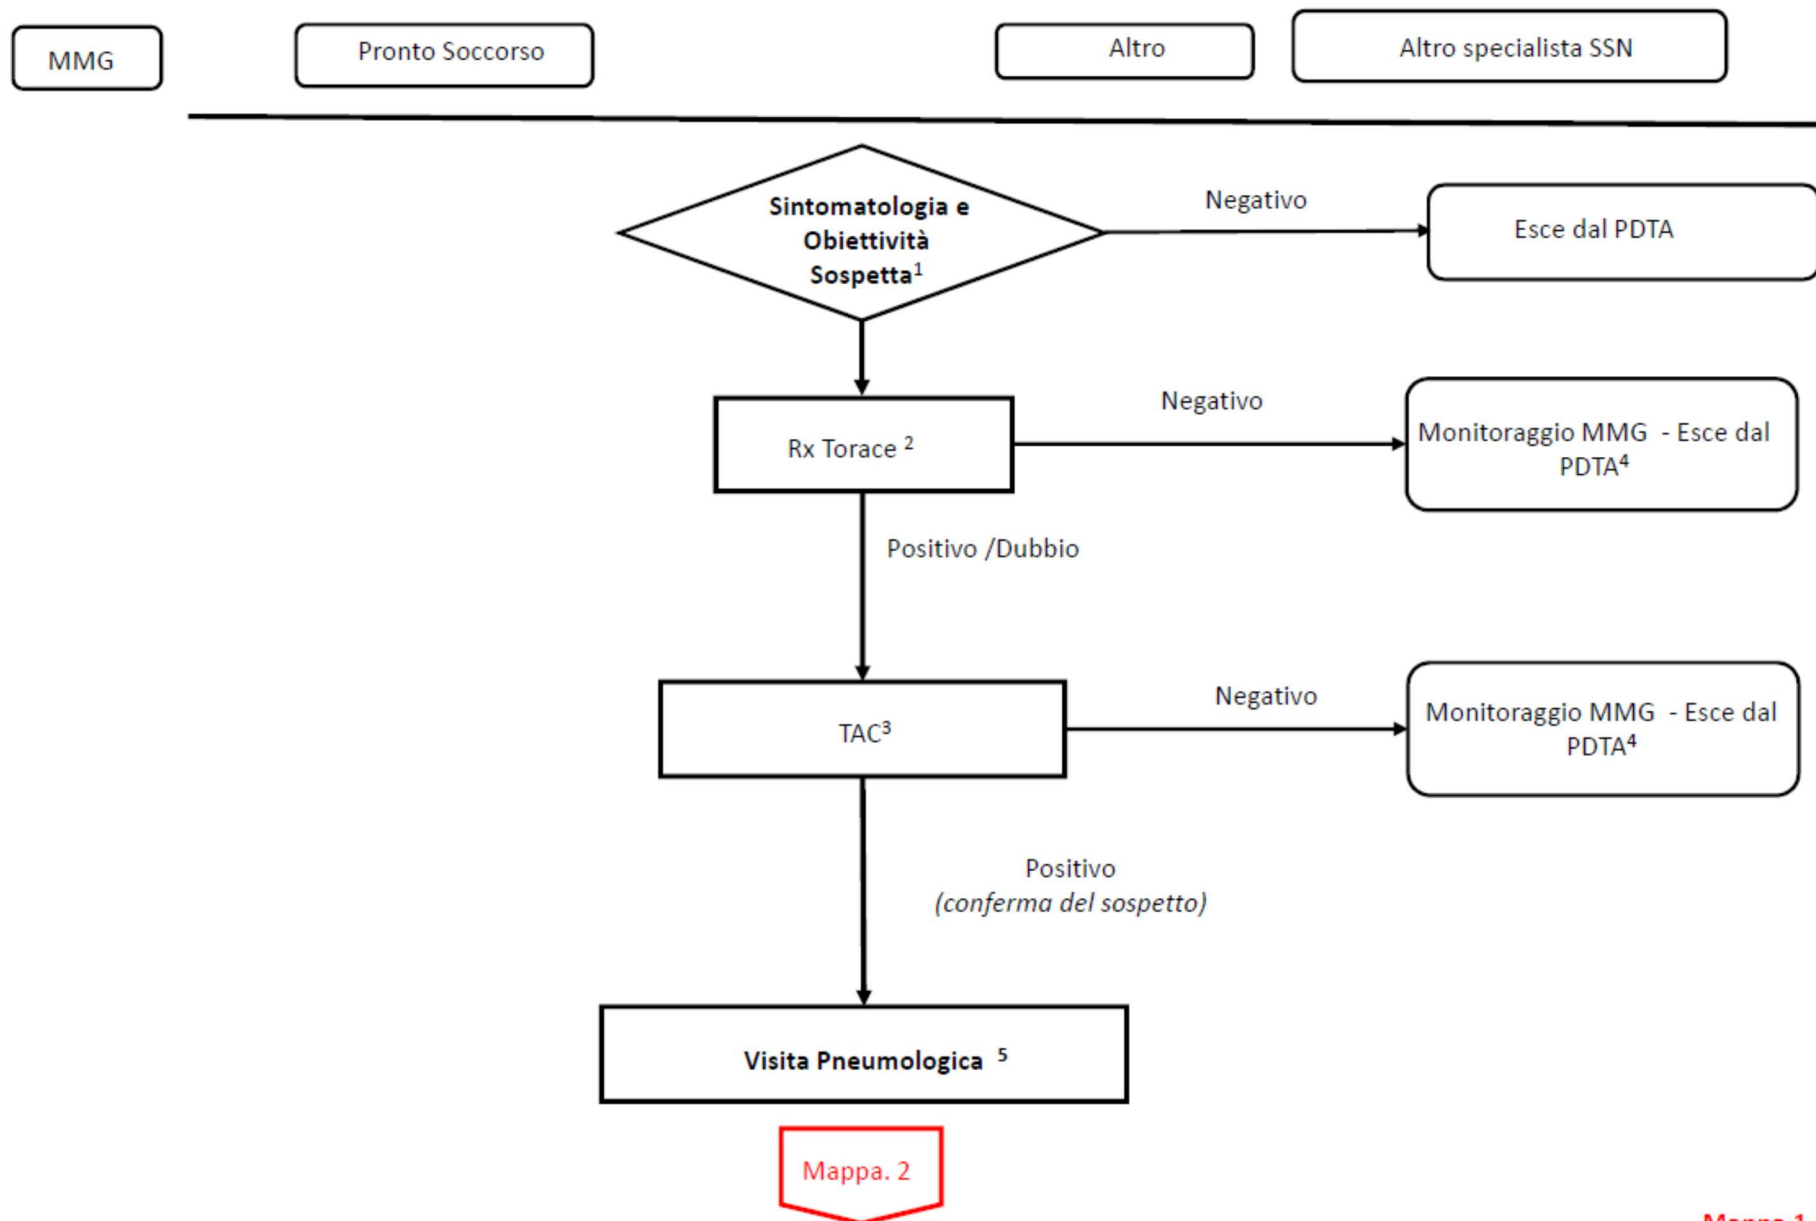 MMG
Pronto Soccorso
Altro
Altro specialista SSN
Sintomatologia e
Obiettività
Sospetta¹
Negativo
Esce dal PDTA
Rx Torace ²
Negativo
Monitoraggio MMG - Esce dal
PDTA⁴
Positivo /Dubbio
TAC³
Negativo
Monitoraggio MMG - Esce dal
PDTA⁴
Positivo
(conferma del sospetto)
Visita Pneumologica ⁵
Mappa. 2
Mappa 1